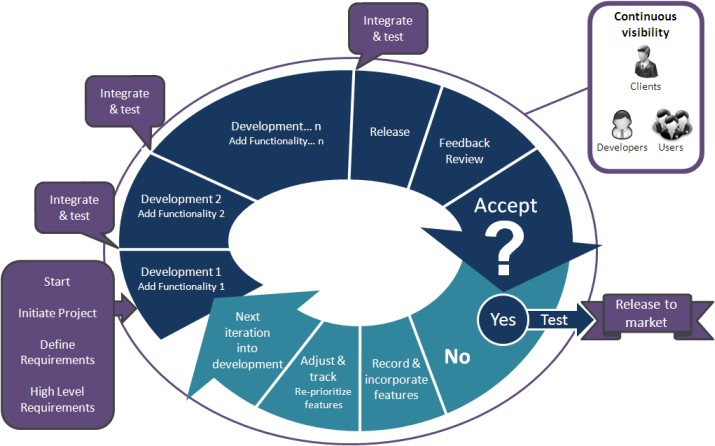 Start
Initiate Project
Define
Requirements
High Level
Requirements
Development 1
Add Functionality 1
Integrate
& test
Development 2
Add Functionality 2
Integrate
& test
Development... n
Add Functionality... n
Integrate
& test
Release
Feedback
Review
Accept
?
Yes
Test
Release to
market
No
Record &
incorporate
features
Adjust &
track
Re-prioritize
features
Next
iteration
into
development
Continuous
visibility
Clients
Developers
Users